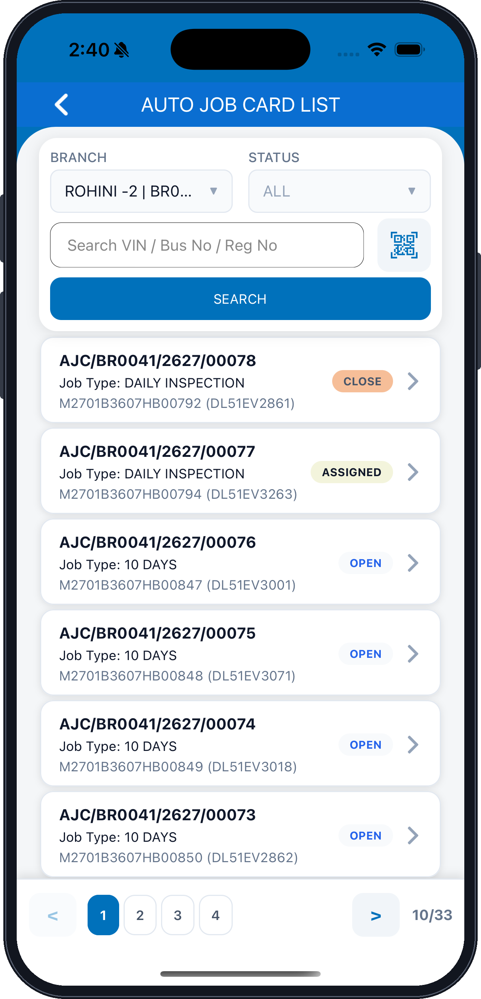 2:40
AUTO JOB CARD LIST
BRANCH
STATUS
ROHINI -2 | BR0...
ALL
Search VIN / Bus No / Reg No
SEARCH
AJC/BR0041/2627/00078
Job Type: DAILY INSPECTION
M2701B3607HB00792 (DL51EV2861)
CLOSE
AJC/BR0041/2627/00077
Job Type: DAILY INSPECTION
M2701B3607HB00794 (DL51EV3263)
ASSIGNED
AJC/BR0041/2627/00076
Job Type: 10 DAYS
M2701B3607HB00847 (DL51EV3001)
OPEN
AJC/BR0041/2627/00075
Job Type: 10 DAYS
M2701B3607HB00848 (DL51EV3071)
OPEN
AJC/BR0041/2627/00074
Job Type: 10 DAYS
M2701B3607HB00849 (DL51EV3018)
OPEN
AJC/BR0041/2627/00073
Job Type: 10 DAYS
M2701B3607HB00850 (DL51EV2862)
OPEN
< 1 2 3 4 > 10/33